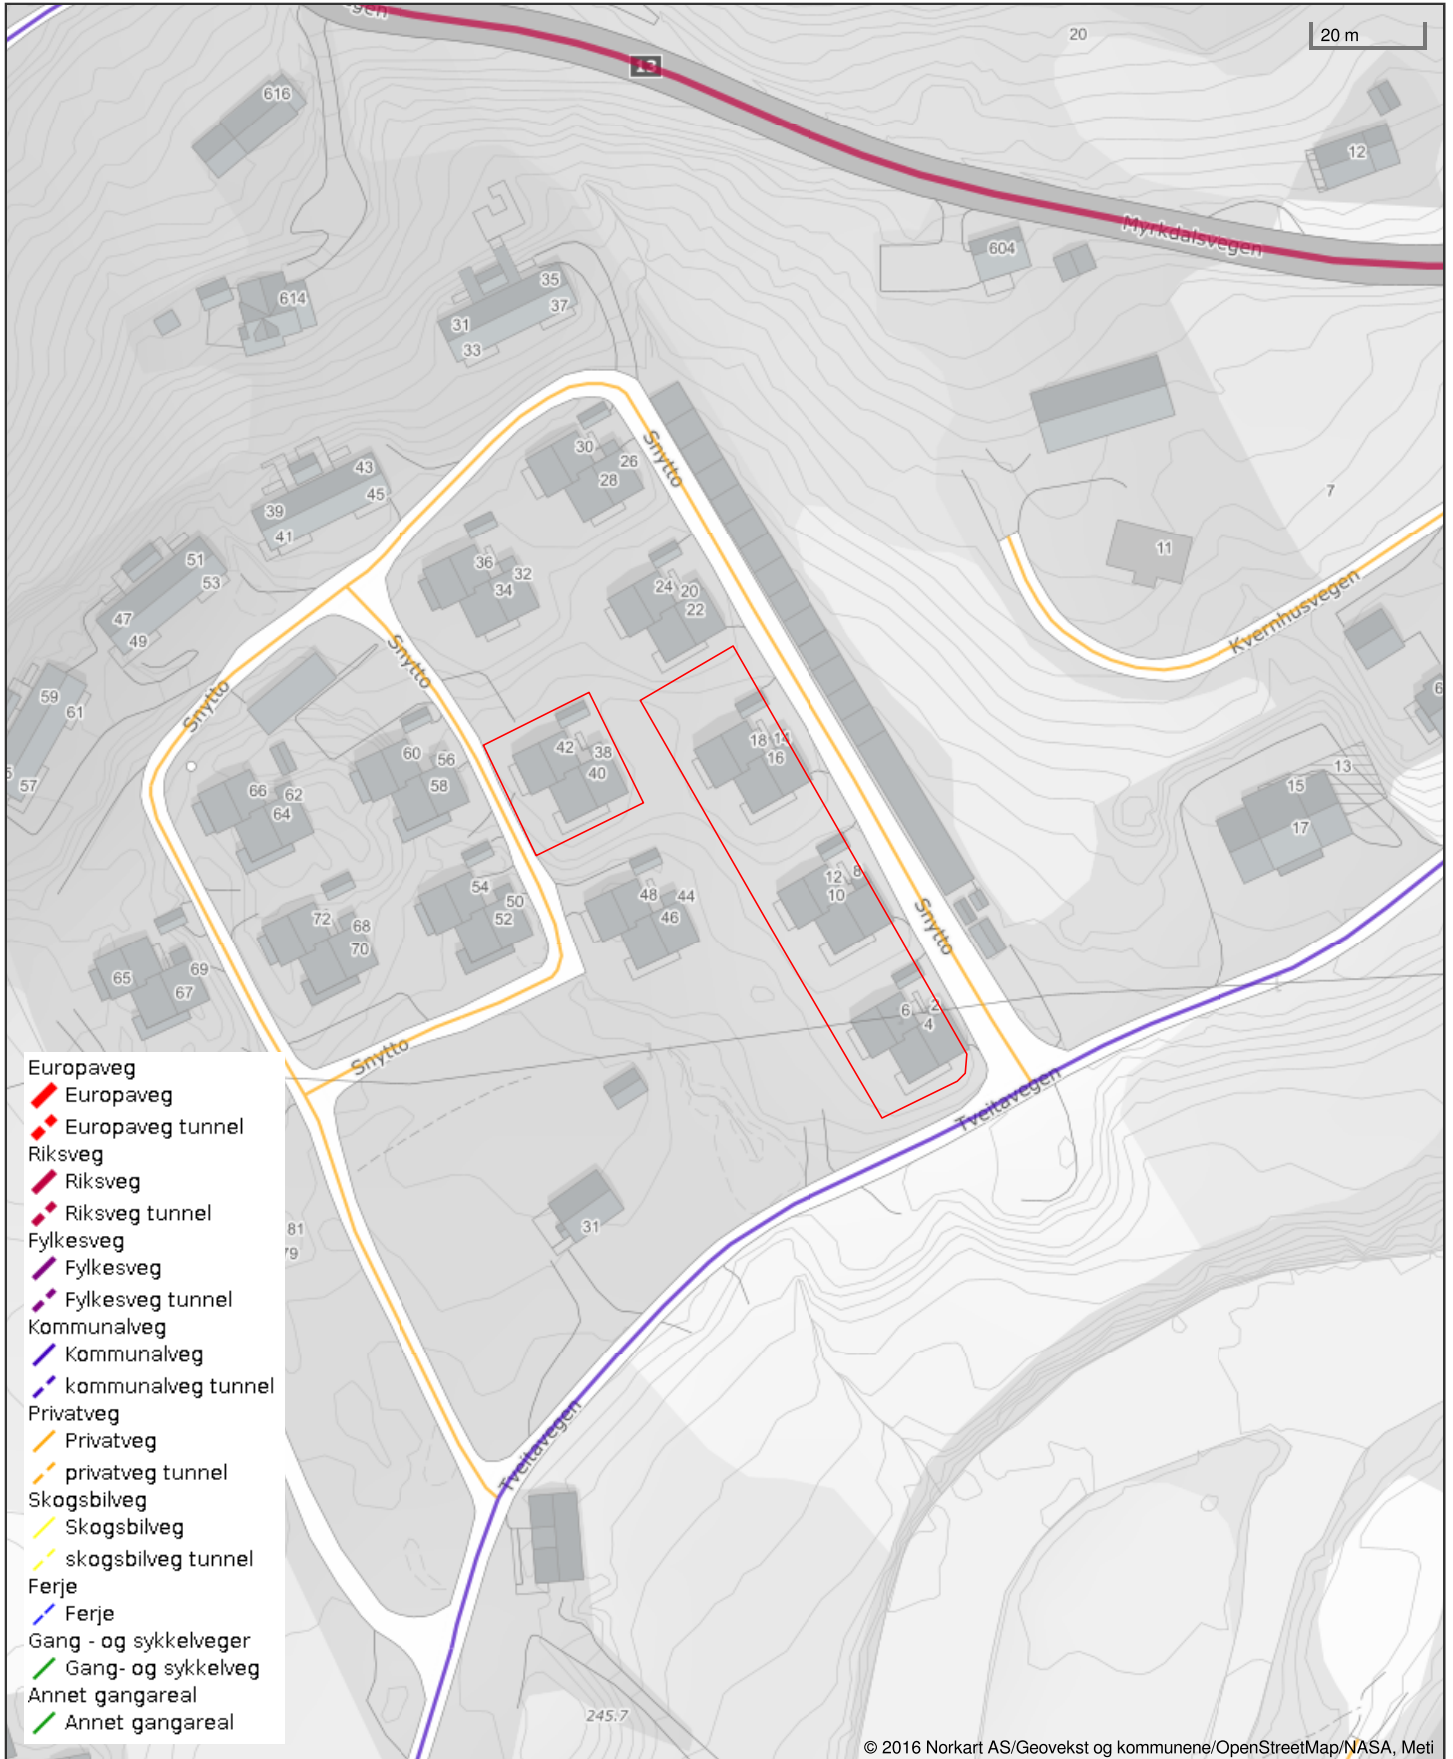 gen
13
20 m
20
616
12
Myrkdalsvegen
604
614
35
37
31
33
Snytto
30
26
28
43
45
39
41
7
11
Kvernhusvegen
51
53
47
49
36
32
34
24
20
22
Snytto
59
61
57
Snytto
42
38
40
18
14
16
60
56
58
66
62
64
13
15
17
12
8
10
54
50
52
48
44
46
72
68
70
65
69
67
Snytto
6
2
4
Snytto
Tveitavegen
31
81
79
Tveitavegen
245.7
Europaveg
Europaveg
Europaveg tunnel
Riksveg
Riksveg
Riksveg tunnel
Fylkesveg
Fylkesveg
Fylkesveg tunnel
Kommunalveg
Kommunalveg
kommunalveg tunnel
Privatveg
Privatveg
privatveg tunnel
Skogsbilveg
Skogsbilveg
skogsbilveg tunnel
Ferje
Ferje
Gang - og sykkelveger
Gang- og sykkelveg
Annet gangareal
Annet gangareal
© 2016 Norkart AS/Geovekst og kommunene/OpenStreetMap/NASA, Meti